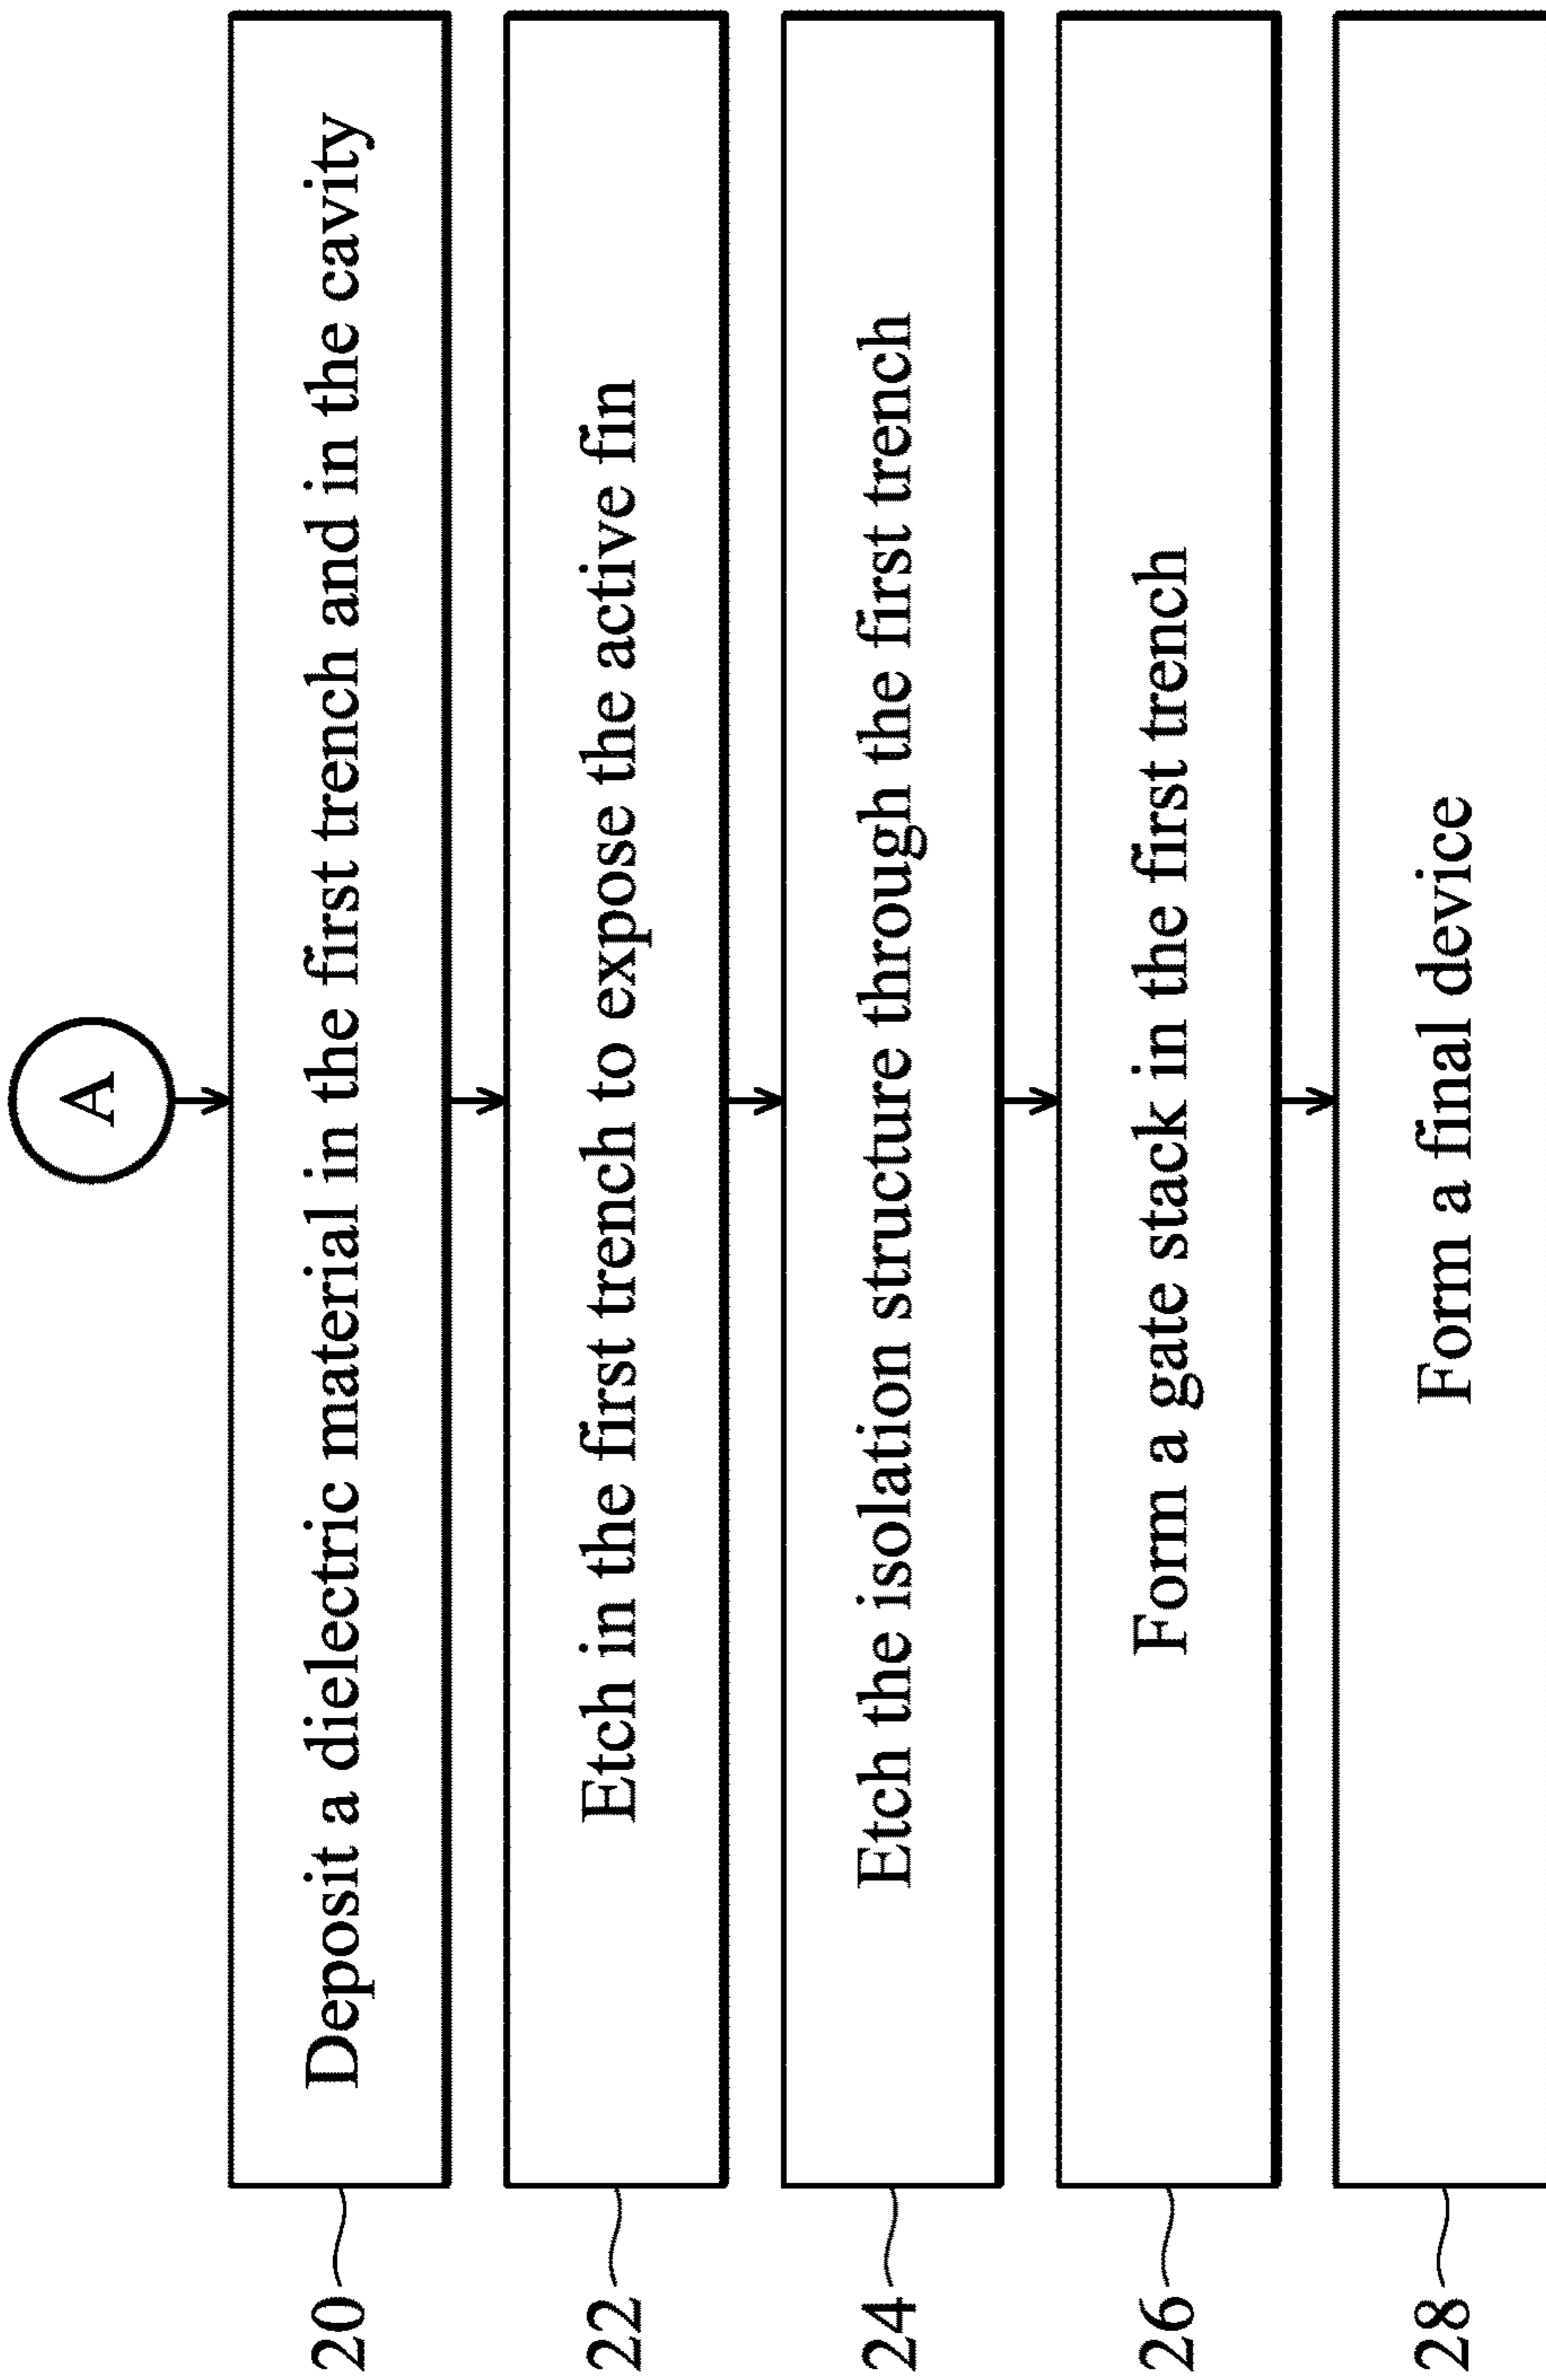 A
20
Deposit a dielectric material in the first trench and in the cavity
22
Etch in the first trench to expose the active fin
24
Etch the isolation structure through the first trench
26
Form a gate stack in the first trench
28
Form a final device